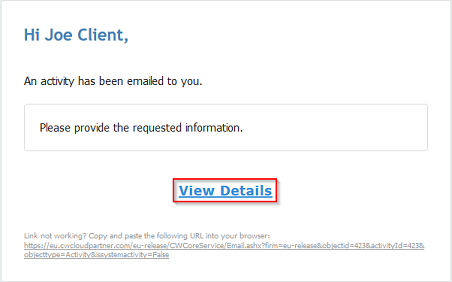 Hi Joe Client,
An activity has been emailed to you.
Please provide the requested information.
View Details
Link not working? Copy and paste the following URL into your browser:
https://eu.cwcloudpartner.com/eu-release/CWCoreService/Email.ashx?firm=eu-release&objectid=423&activityId=423&
objecttype=Activity&issystemactivity=False